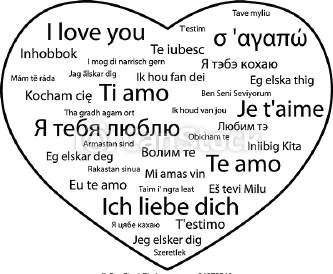 Tave myliu
I love you
T'estim
σ 'αγαπώ
Te iubesc
Inhobbok
I mog di narrisch gern
Я тэбэ кохаю
Jag älskar dig
Mám tě ráda
Ik hou fan dei
Eg elska thig
Kocham cię
Ti amo
Ben Seni Seviyorum
Tha gradh agam ort
Ik houd van jou
Je t'aime
Я тебя люблю
Любим тэ
Obicham te
Armastan sind
Inlibig Kita
Eg elskar deg
Волим те
Te amo
Rakastan sinua
Mi amas vin
Eu te amo
Taim i' ngra leat
Eš tevi Milu
Ich liebe dich
Я цябе кахаю
T'estimo
Jeg elsker dig
Szeretlek